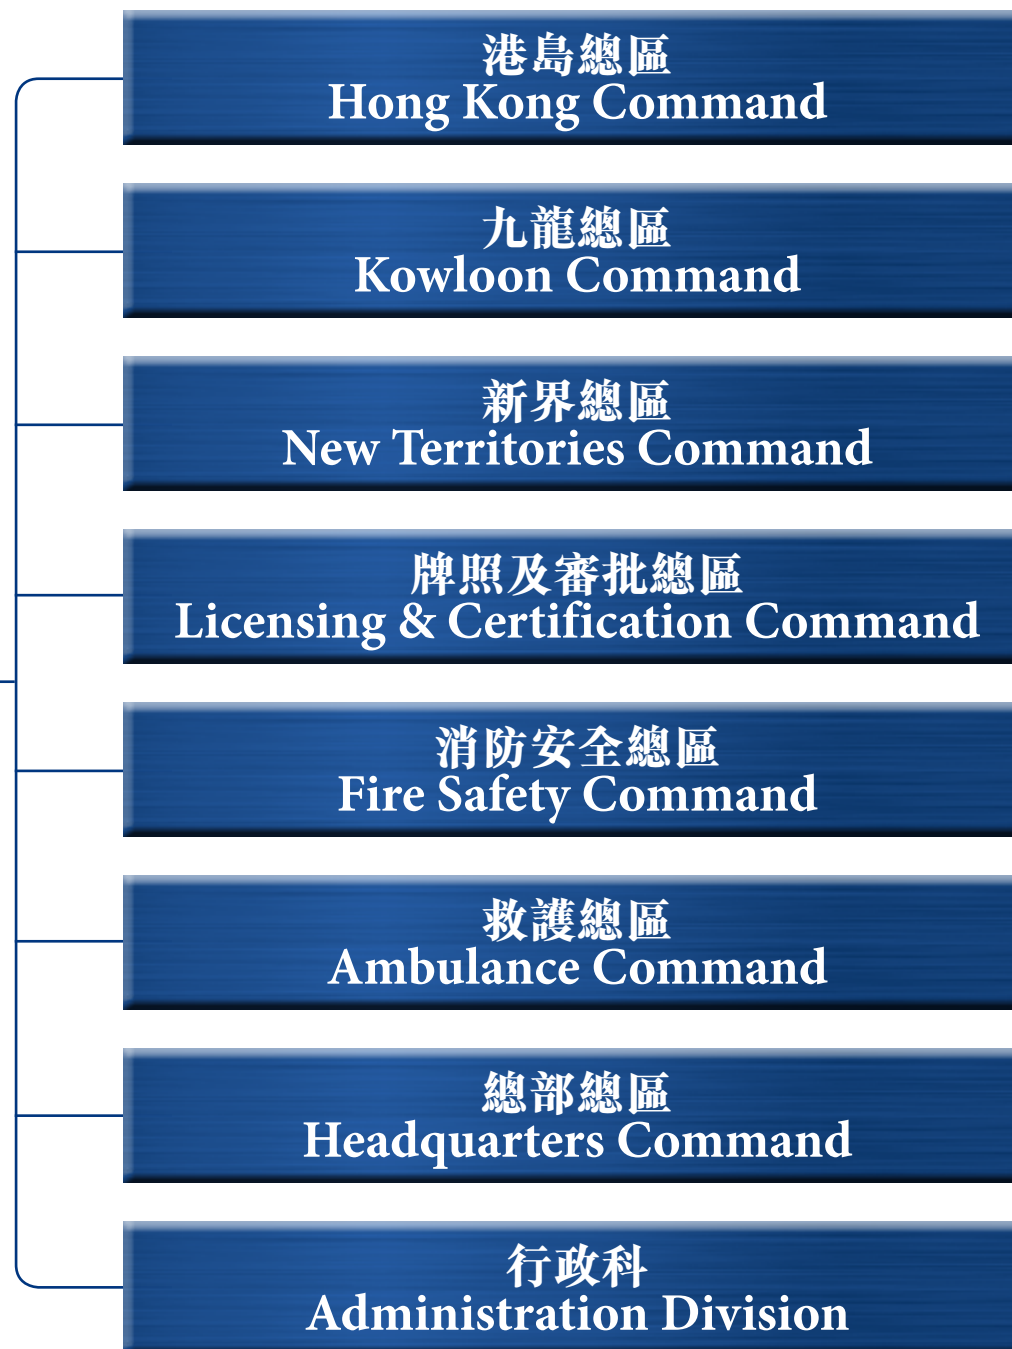 港島總區
Hong Kong Command
九龍總區
Kowloon Command
新界總區
New Territories Command
牌照及審批總區
Licensing & Certification Command
消防安全總區
Fire Safety Command
救護總區
Ambulance Command
總部總區
Headquarters Command
行政科
Administration Division